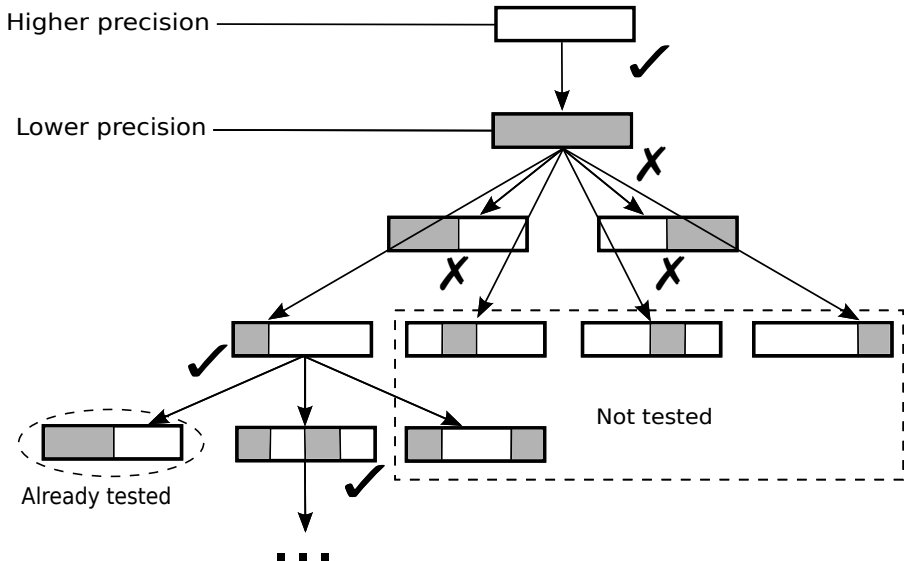 Higher precision
Lower precision
Not tested
Already tested
...